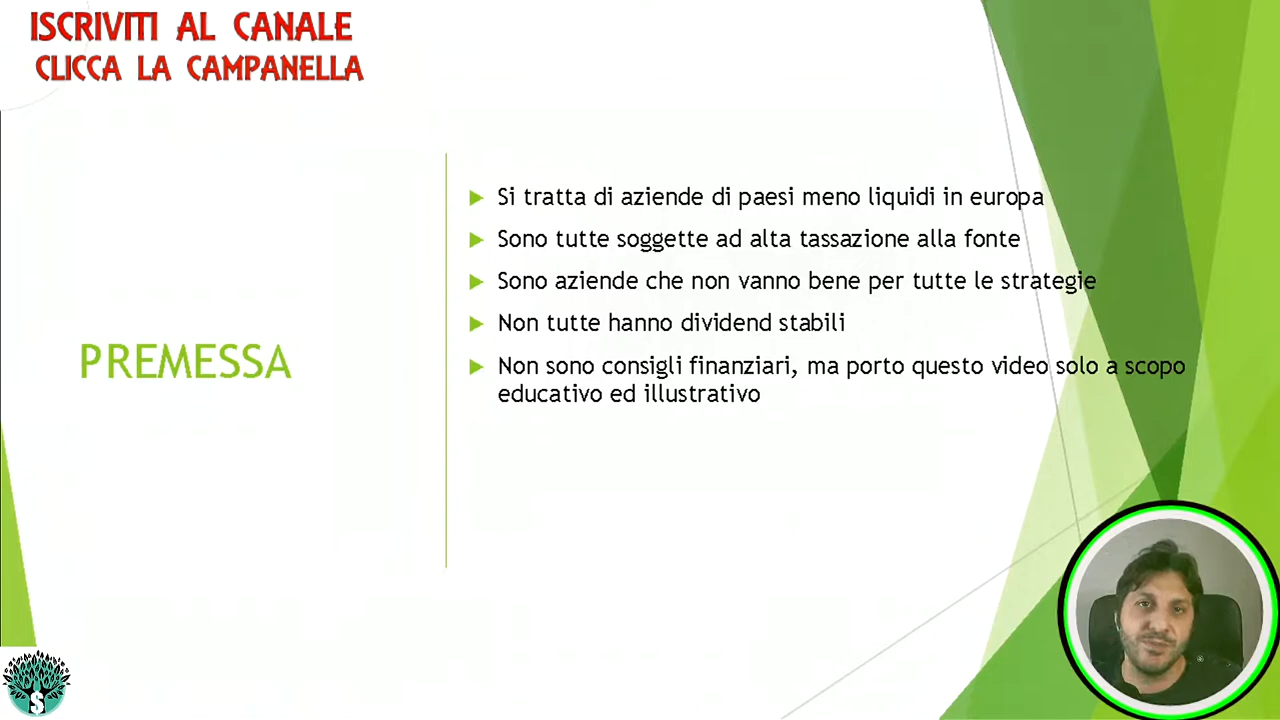 ISCRIVITI AL CANALE
CLICCA LA CAMPANELLA
PREMESSA
Si tratta di aziende di paesi meno liquidi in europa
Sono tutte soggette ad alta tassazione alla fonte
Sono aziende che non vanno bene per tutte le strategie
Non tutte hanno dividend stabili
Non sono consigli finanziari, ma porto questo video solo a scopo
educativo ed illustrativo
$